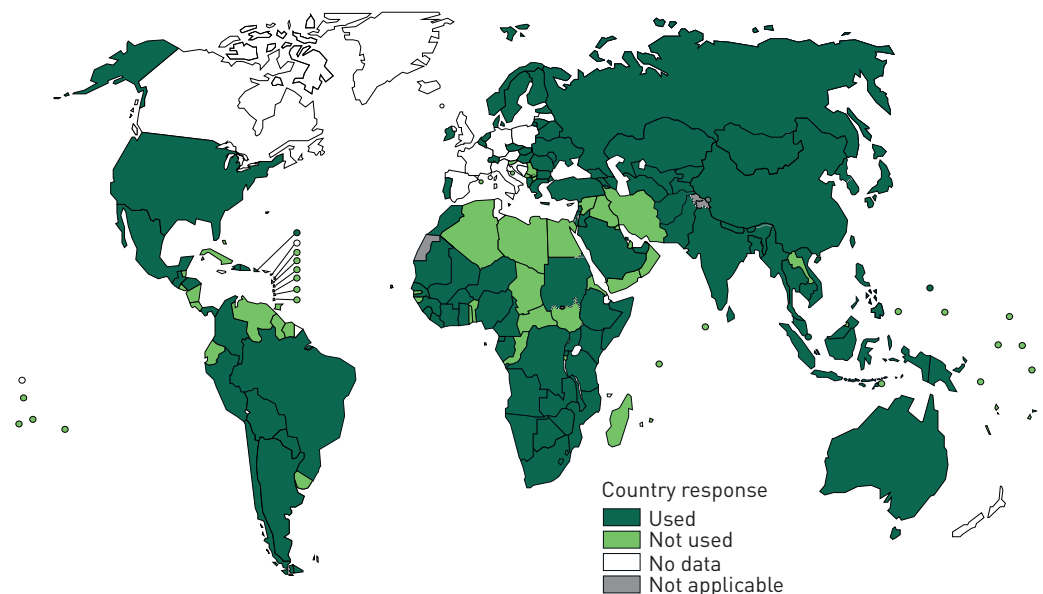 Country response
Used
Not used
No data
Not applicable